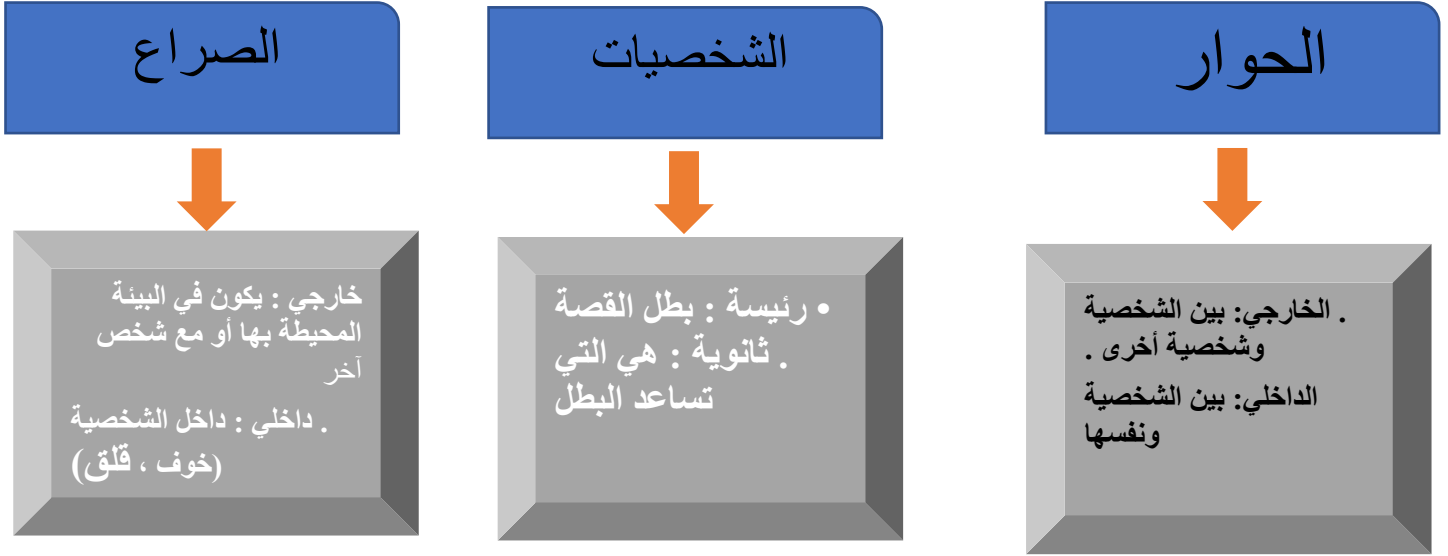 الحوار
. الخارجي: بين الشخصية
وشخصية أخرى .
الداخلي: بين الشخصية
ونفسها
الشخصيات
• رئيسة : بطل القصة
. ثانوية : هي التي
تساعد البطل
الصراع
خارجي : يكون في البيئة
المحيطة بها أو مع شخص
آخر
. داخلي : داخل الشخصية
(خوف ، قلق)